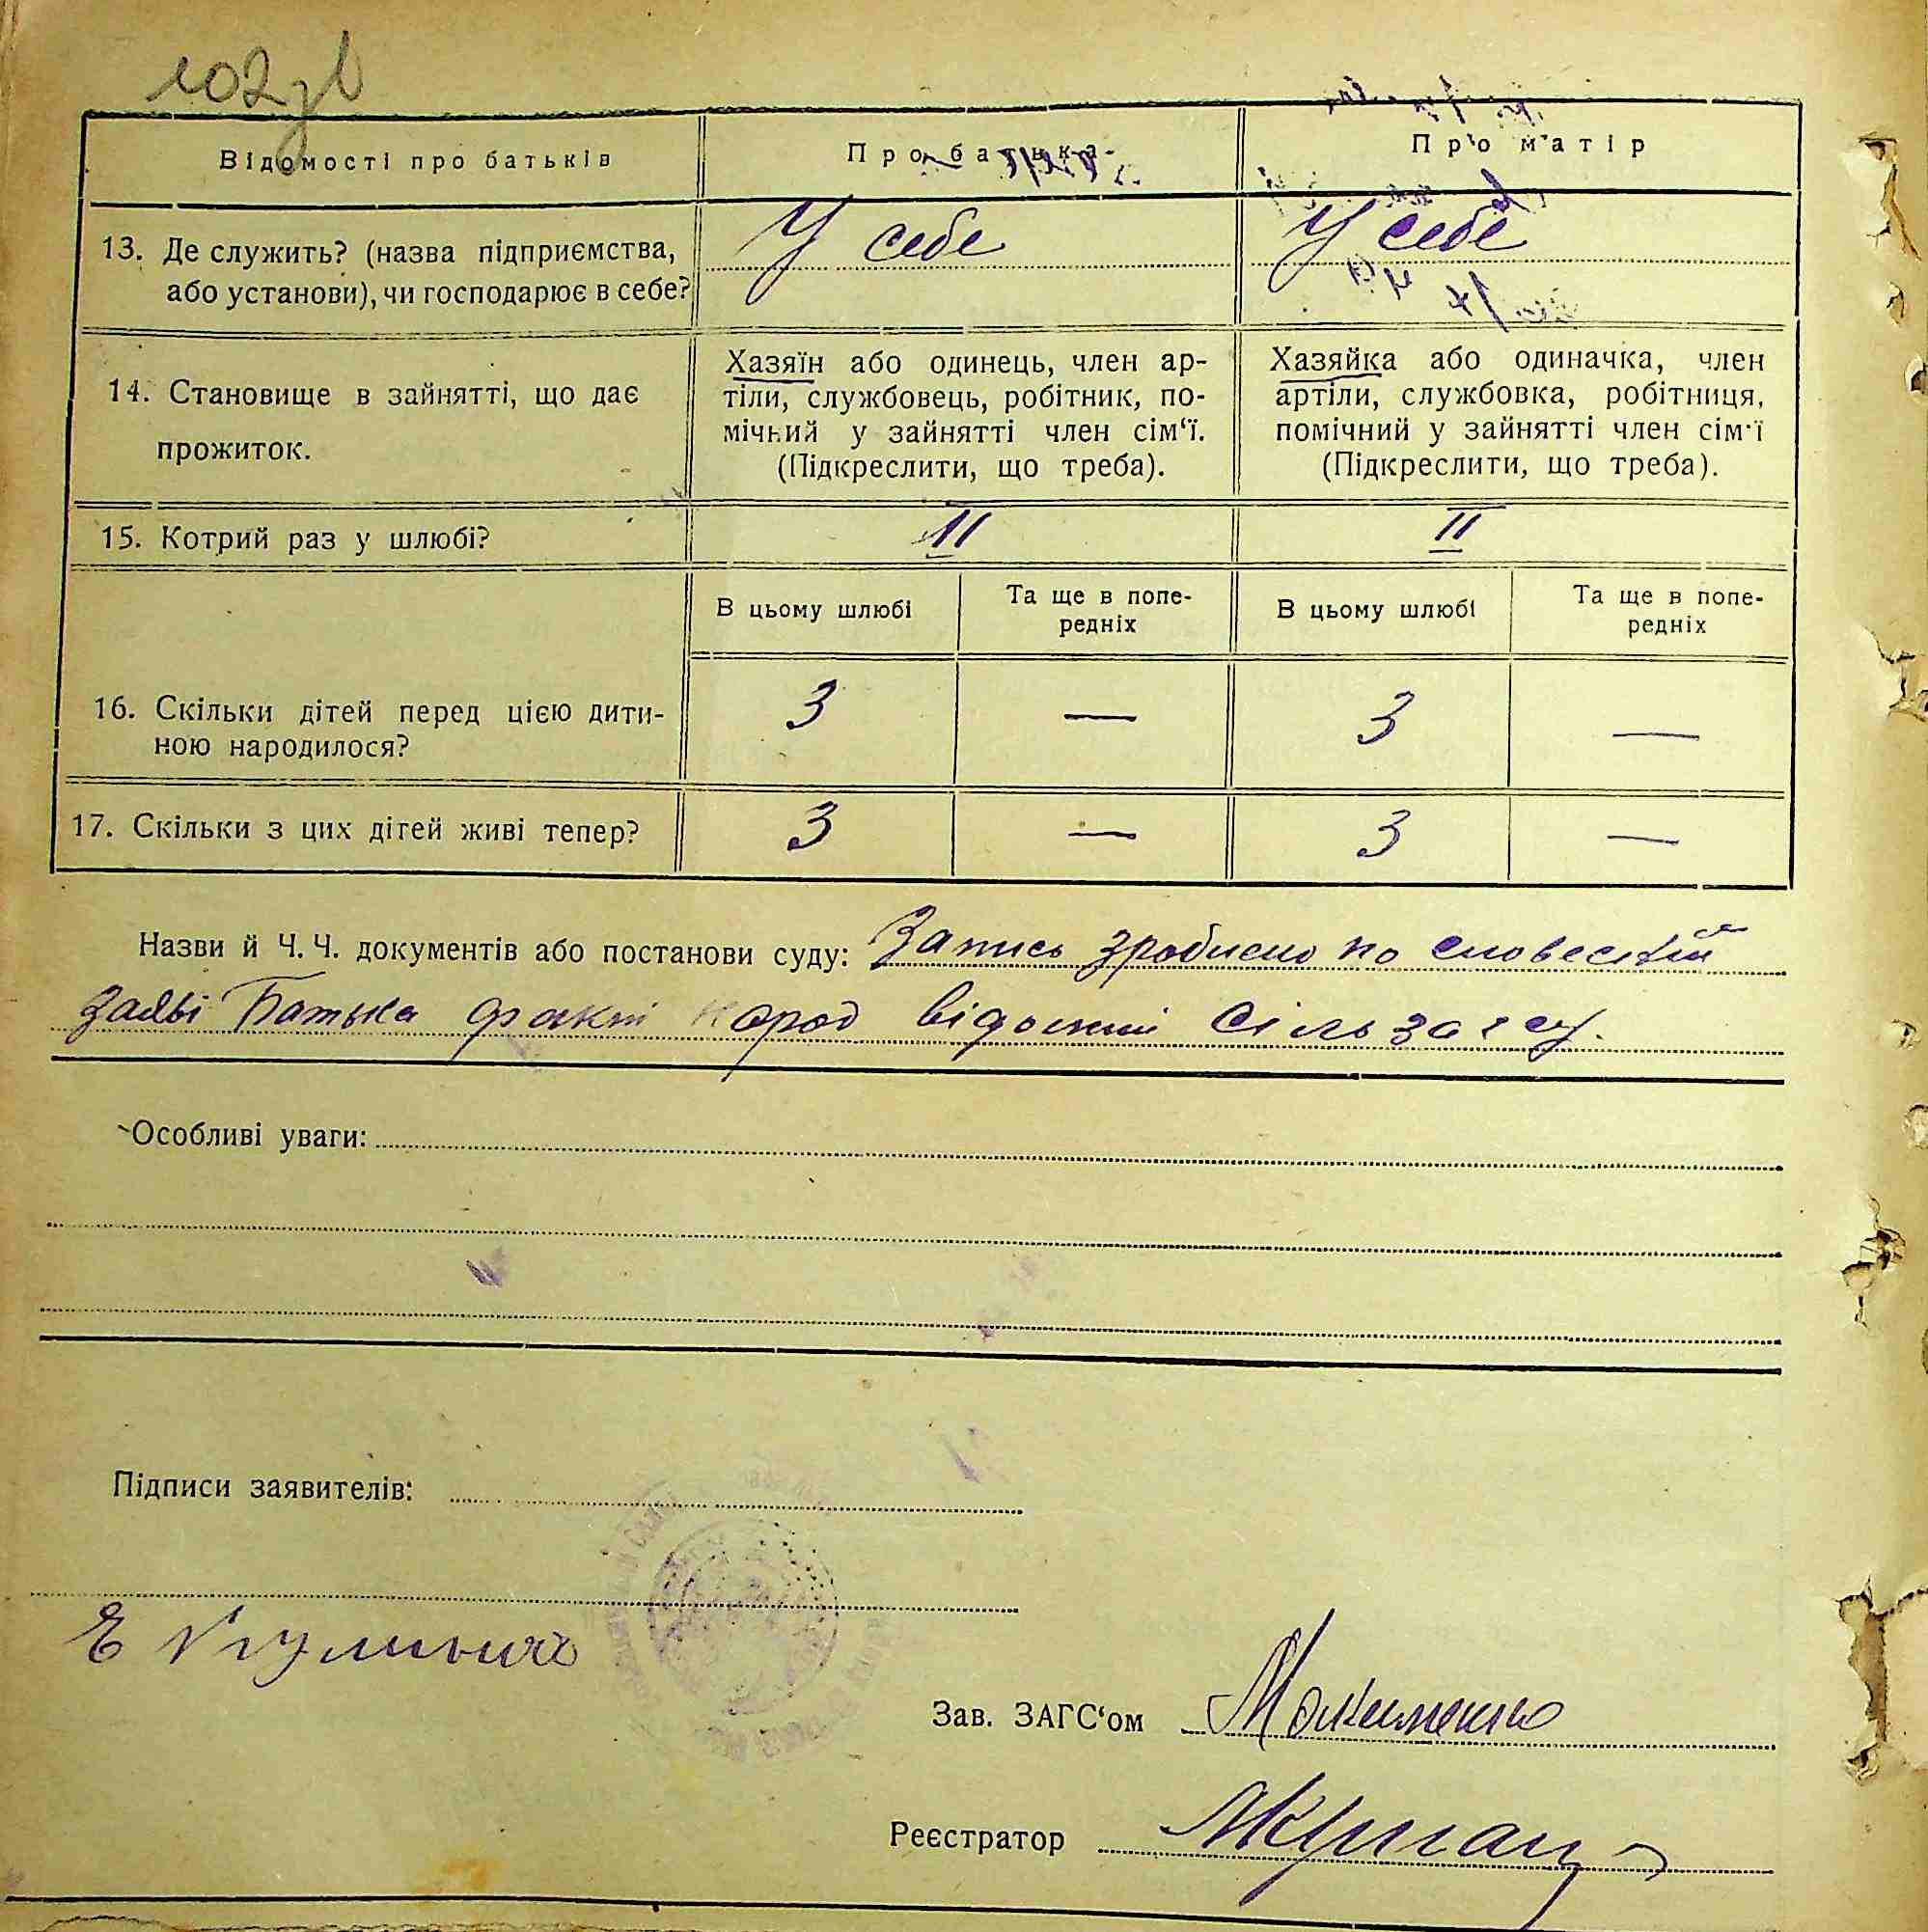 102зв
Відомості про батьків
Про батька
Про матір
13. Де служить? (назва підприємства,
або установи), чи господарює в себе?
У себе
У себе
14. Становище в зайнятті, що дає
прожиток.
Хазяїн або одинець, член ар-
тіли, службовець, робітник, по-
мічний у зайнятті член сім‘ї.
(Підкреслити, що треба).
Хазяйка або одиначка, член
артіли, службовка, робітниця,
помічний у зайнятті член сім‘ї
(Підкреслити, що треба).
15. Котрий раз у шлюбі?
II
II
В цьому шлюбі
Та ще в попе-
редніх
В цьому шлюбі
Та ще в попе-
редніх
16. Скільки дітей перед цією дити-
ною народилося?
3
—
3
—
17. Скільки з цих дітей живі тепер?
3
—
3
—
Назви й Ч. Ч. документів або постанови суду: Запись зроблено по словесній
заяві Батька факт народ відомий Сільзагсу.
Особливі уваги:
Підписи заявителів:
Зав. ЗАГС‘ом
Реєстратор